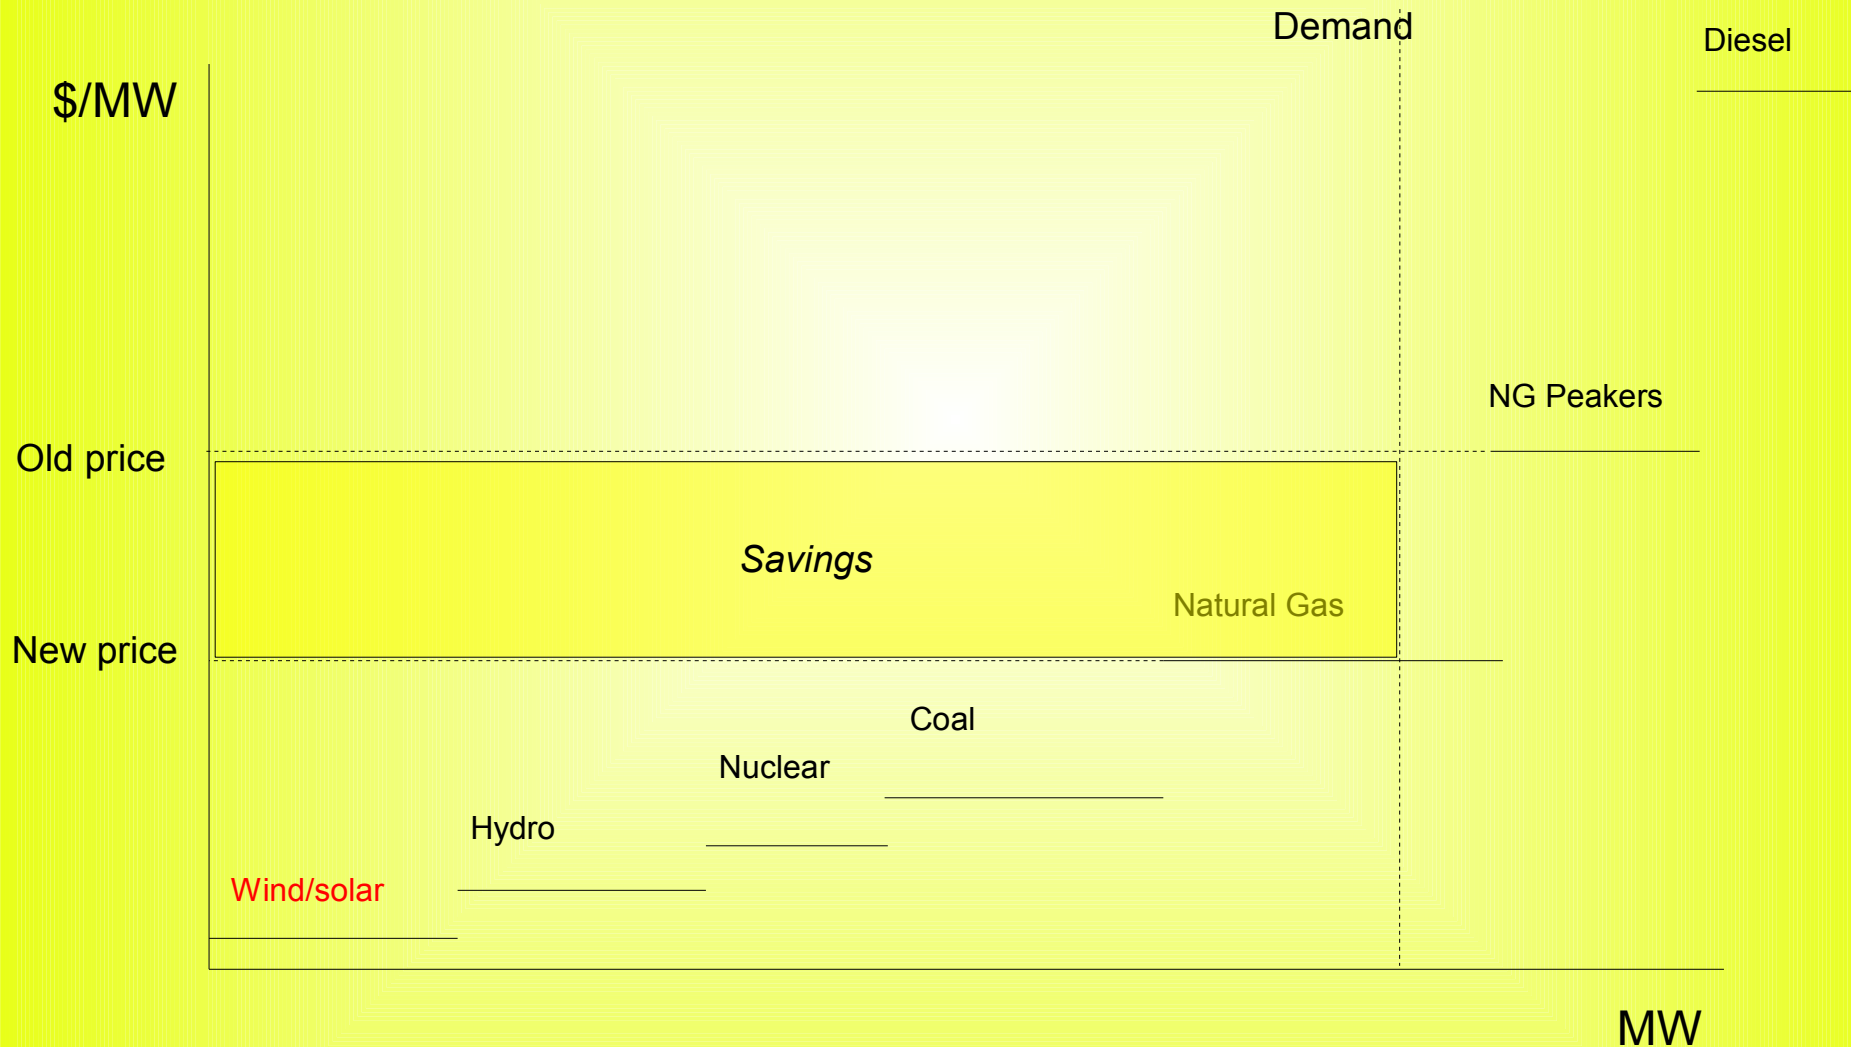 Demand
Diesel
$/MW
NG Peakers
Old price
Savings
Natural Gas
New price
Coal
Nuclear
Hydro
Wind/solar
MW